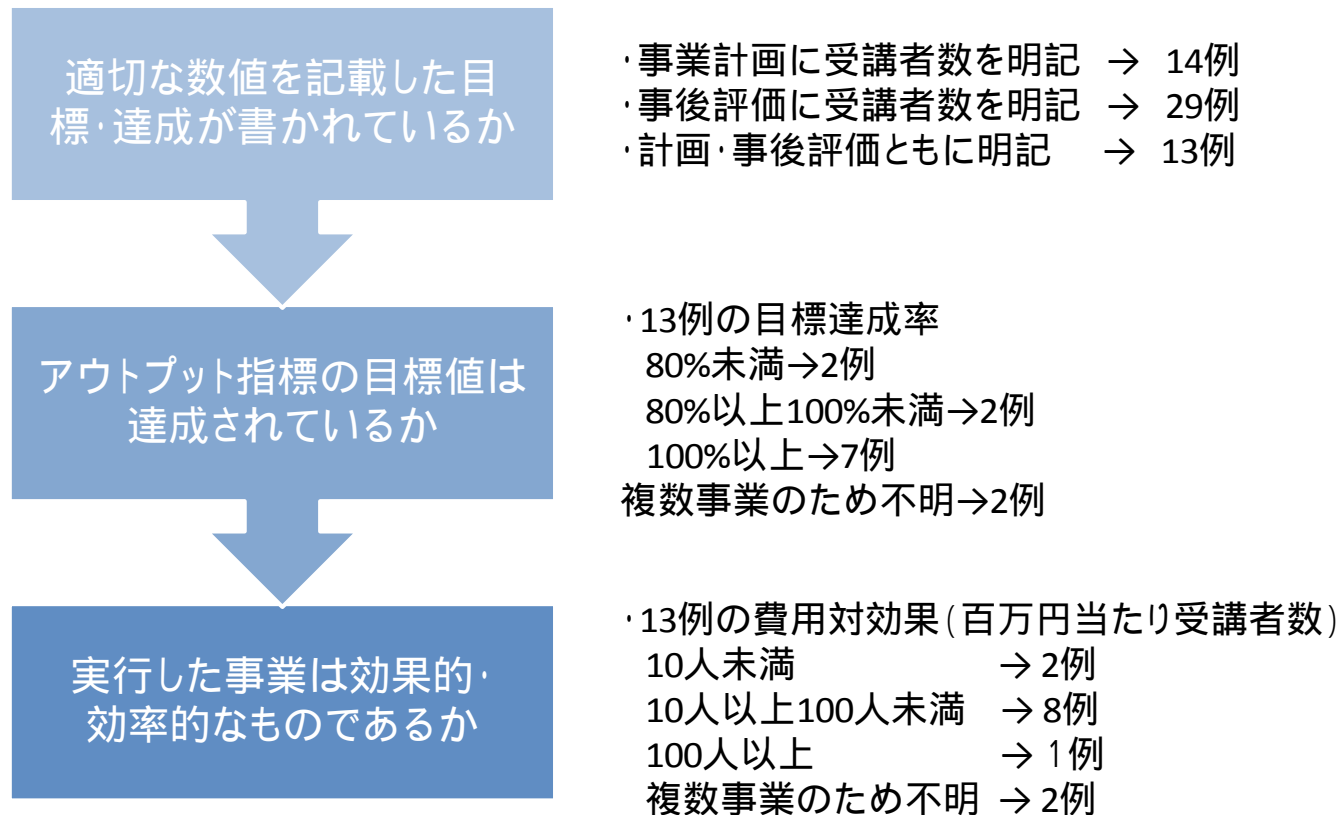 適切な数値を記載した目
標・達成が書かれているか
・事業計画に受講者数を明記 → 14例
・事後評価に受講者数を明記 → 29例
・計画・事後評価ともに明記 → 13例
アウトプット指標の目標値は
達成されているか
・13例の目標達成率
80%未満→2例
80%以上100%未満→2例
100%以上→7例
複数事業のため不明→2例
実行した事業は効果的・
効率的なものであるか
・13例の費用対効果(百万円当たり受講者数)
10人未満 → 2例
10人以上100人未満 → 8例
100人以上 → 1例
複数事業のため不明 → 2例